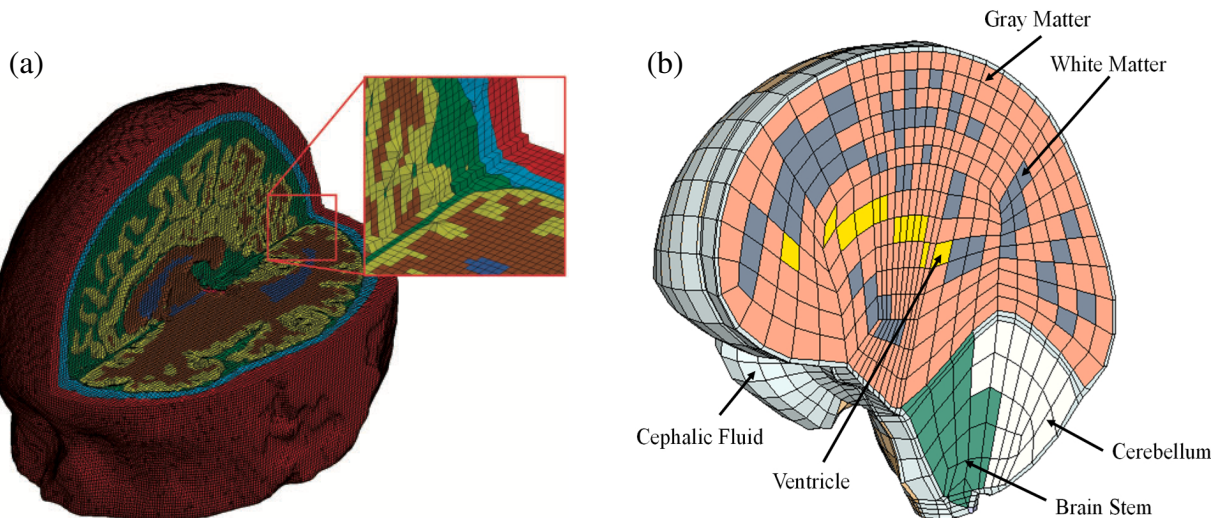 (a)
(b)
Gray Matter
White Matter
Cephalic Fluid
Ventricle
Cerebellum
Brain Stem